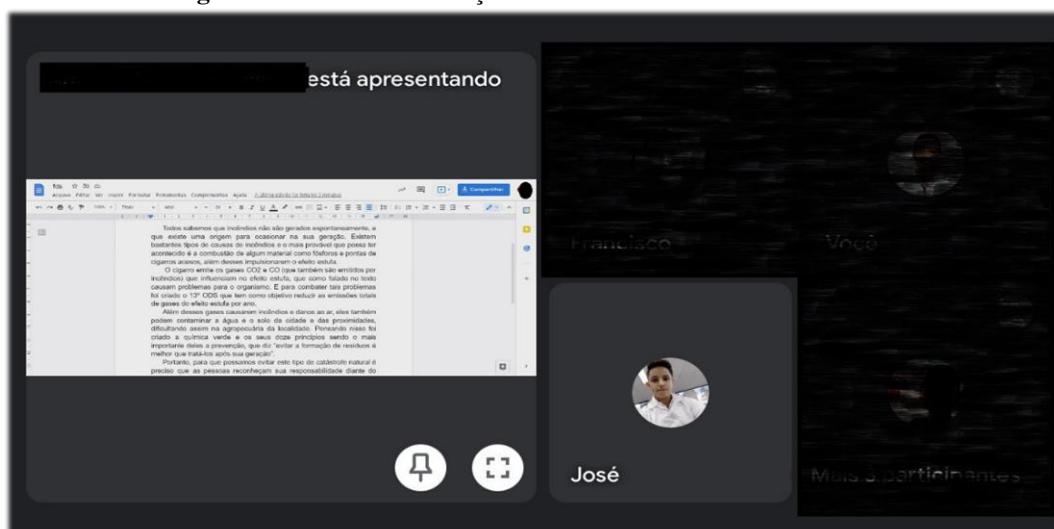 está apresentando
Compartilhar
Todos sabemos que incêndios não são gerados espontaneamente, e
que existe uma origem para ocasionar na sua geração. Existem
bastantes tipos de causas de incêndios e o mais provável que possa ter
acontecido é a combustão de algum material como fósforos e pontas de
cigarros acesos, além desses impulsionarem o efeito estufa.
O cigarro emite os gases CO2 e CO (que também são emitidos por
incêndios) que influenciam no efeito estufa, que como falado no texto
causam problemas para o organismo. E para combater tais problemas
foi criado o 13º ODS que tem como objetivo reduzir as emissões totais
de gases do efeito estufa por ano.
Além desses gases causarem incêndios e danos ao ar, eles também
podem contaminar a água e o solo da cidade e das proximidades,
dificultando assim na agropecuária da localidade. Pensando nisso foi
criado a química verde e os seus doze princípios sendo o mais
importante deles a prevenção, que diz "evitar a formação de resíduos é
melhor que tratá-los após sua geração".
Portanto, para que possamos evitar este tipo de catástrofe natural é
preciso que as pessoas reconheçam sua responsabilidade diante do
Francisco
Você
José
Mais 3 participantes